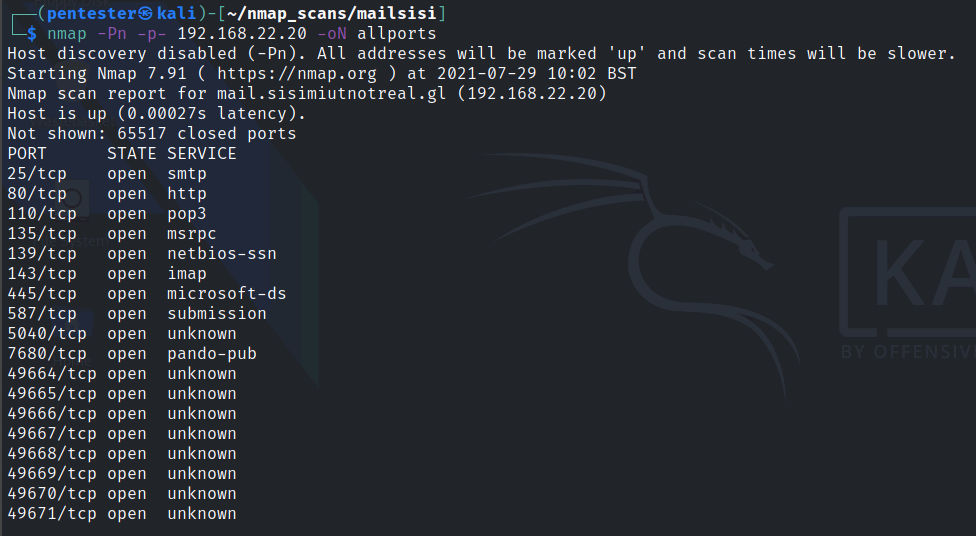 ┌──(pentester㉿kali)-[~/nmap_scans/mailsisi]
└─$ nmap -Pn -p- 192.168.22.20 -oN allports
Host discovery disabled (-Pn). All addresses will be marked 'up' and scan times will be slower.
Starting Nmap 7.91 ( https://nmap.org ) at 2021-07-29 10:02 BST
Nmap scan report for mail.sisimiutnotreal.gl (192.168.22.20)
Host is up (0.00027s latency).
Not shown: 65517 closed ports
PORT      STATE SERVICE
25/tcp    open  smtp
80/tcp    open  http
110/tcp   open  pop3
135/tcp   open  msrpc
139/tcp   open  netbios-ssn
143/tcp   open  imap
445/tcp   open  microsoft-ds
587/tcp   open  submission
5040/tcp  open  unknown
7680/tcp  open  pando-pub
49664/tcp open  unknown
49665/tcp open  unknown
49666/tcp open  unknown
49667/tcp open  unknown
49668/tcp open  unknown
49669/tcp open  unknown
49670/tcp open  unknown
49671/tcp open  unknown
KA
BY OFFENSIV